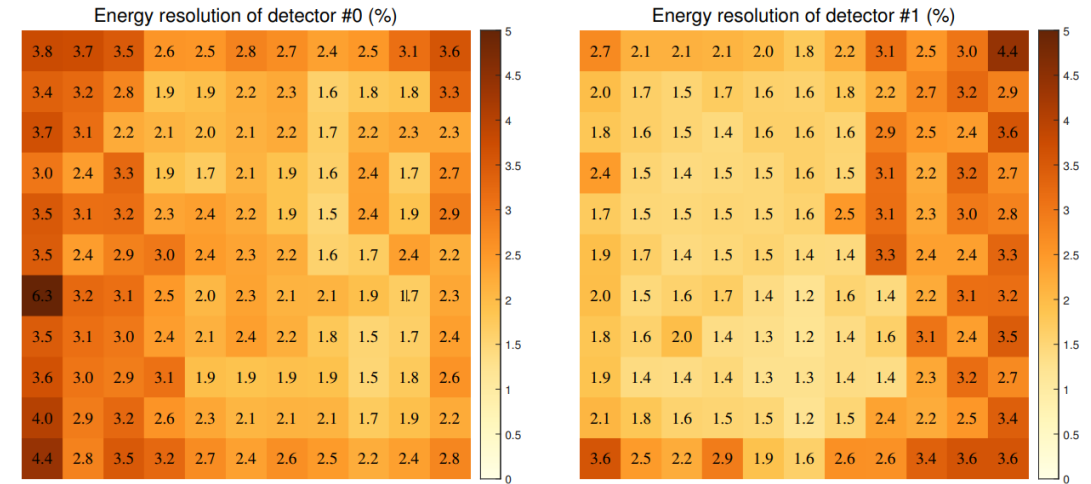 Energy resolution of detector #0 (%)
3.8 3.7 3.5 2.6 2.5 2.8 2.7 2.4 2.5 3.1 3.6
3.4 3.2 2.8 1.9 1.9 2.2 2.3 1.6 1.8 1.8 3.3
3.7 3.1 2.2 2.1 2.0 2.1 2.2 1.7 2.2 2.3 2.3
3.0 2.4 3.3 1.9 1.7 2.1 1.9 1.6 2.4 1.7 2.7
3.5 3.1 3.2 2.3 2.4 2.2 1.9 1.5 2.4 1.9 2.9
3.5 2.4 2.9 3.0 2.4 2.3 2.2 1.6 1.7 2.4 2.2
6.3 3.2 3.1 2.5 2.0 2.3 2.1 2.1 1.9 1.7 2.3
3.5 3.1 3.0 2.4 2.1 2.4 2.2 1.8 1.5 1.7 2.4
3.6 3.0 2.9 3.1 1.9 1.9 1.9 1.9 1.5 1.8 2.6
4.0 2.9 3.2 2.6 2.3 2.1 2.1 2.1 1.7 1.9 2.2
4.4 2.8 3.5 3.2 2.7 2.4 2.6 2.5 2.2 2.4 2.8
5
4.5
4
3.5
3
2.5
2
1.5
1
0.5
0
Energy resolution of detector #1 (%)
2.7 2.1 2.1 2.1 2.0 1.8 2.2 3.1 2.5 3.0 4.4
2.0 1.7 1.5 1.7 1.6 1.6 1.8 2.2 2.7 3.2 2.9
1.8 1.6 1.5 1.4 1.6 1.6 1.6 2.9 2.5 2.4 3.6
2.4 1.5 1.4 1.5 1.5 1.6 1.5 3.1 2.2 3.2 2.7
1.7 1.5 1.5 1.5 1.5 1.6 2.5 3.1 2.3 3.0 2.8
1.9 1.7 1.4 1.5 1.5 1.4 1.4 3.3 2.4 2.4 3.3
2.0 1.5 1.6 1.7 1.4 1.2 1.6 1.4 2.2 3.1 3.2
1.8 1.6 2.0 1.4 1.3 1.2 1.4 1.6 3.1 2.4 3.5
1.9 1.4 1.4 1.4 1.3 1.3 1.4 1.4 2.3 3.2 2.7
2.1 1.8 1.6 1.5 1.5 1.2 1.5 2.4 2.2 2.5 3.4
3.6 2.5 2.2 2.9 1.9 1.6 2.6 2.6 3.4 3.6 3.6
5
4.5
4
3.5
3
2.5
2
1.5
1
0.5
0